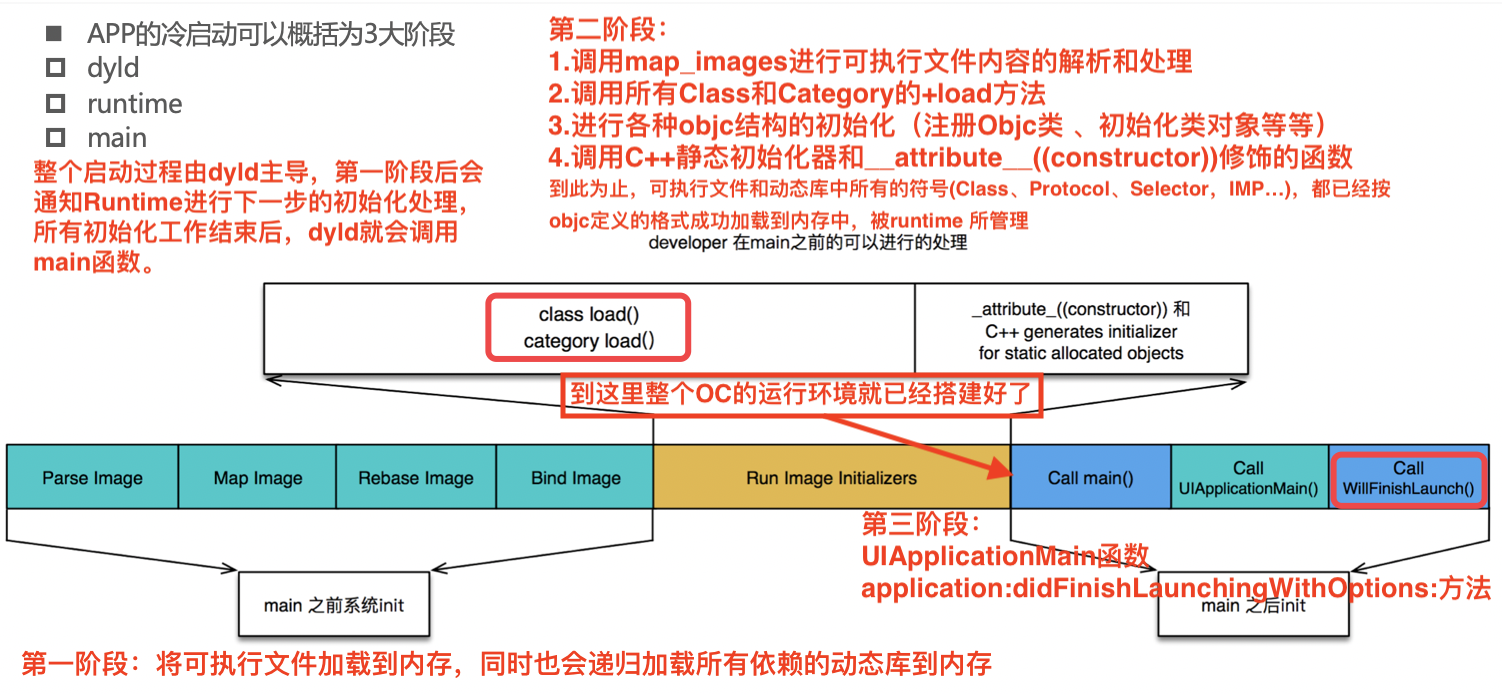 APP的冷启动可以概括为3大阶段
dyld
runtime
main
整个启动过程由dyld主导，第一阶段后会
通知Runtime进行下一步的初始化处理，
所有初始化工作结束后，dyld就会调用
main函数。
第二阶段：
1.调用map_images进行可执行文件内容的解析和处理
2.调用所有Class和Category的+load方法
3.进行各种objc结构的初始化（注册Objc类 、初始化类对象等等）
4.调用C++静态初始化器和__attribute__((constructor))修饰的函数
到此为止，可执行文件和动态库中所有的符号(Class、Protocol、Selector，IMP…)，都已经按
objc定义的格式成功加载到内存中，被runtime 所管理
developer 在main之前的可以进行的处理
class load()
category load()
_attribute_((constructor)) 和
C++ generates initializer
for static allocated objects
到这里整个OC的运行环境就已经搭建好了
Parse Image
Map Image
Rebase Image
Bind Image
Run Image Initializers
Call main()
Call
UIApplicationMain()
Call
WillFinishLaunch()
第三阶段：
UIApplicationMain函数
application:didFinishLaunchingWithOptions:方法
main 之前系统init
main 之后init
第一阶段：将可执行文件加载到内存，同时也会递归加载所有依赖的动态库到内存